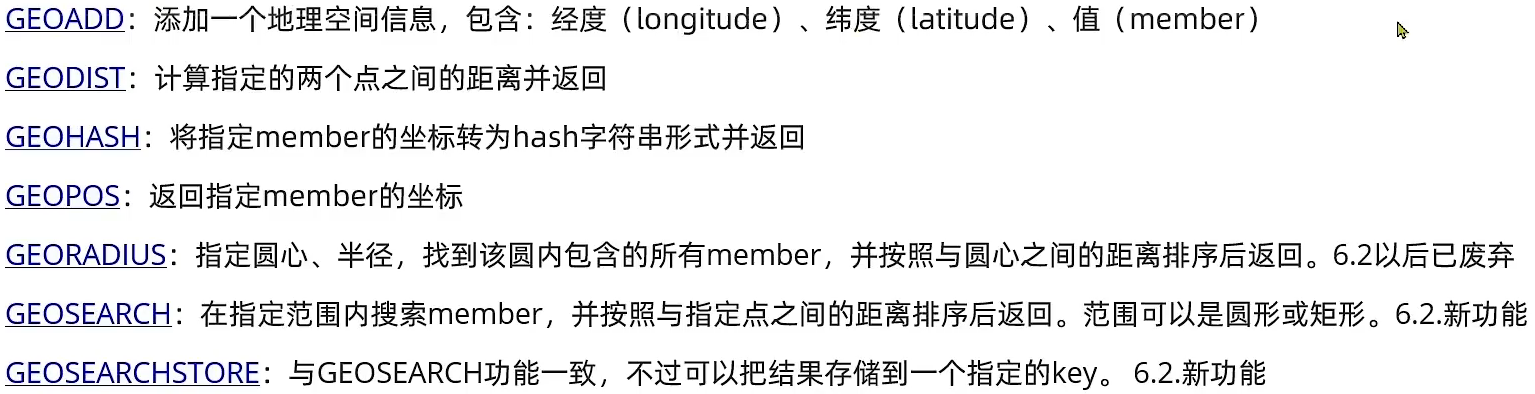 GEOADD：添加一个地理空间信息，包含：经度（longitude）、纬度（latitude）、值（member）
GEODIST：计算指定的两个点之间的距离并返回
GEOHASH：将指定member的坐标转为hash字符串形式并返回
GEOPOS：返回指定member的坐标
GEORADIUS：指定圆心、半径，找到该圆内包含的所有member，并按照与圆心之间的距离排序后返回。6.2以后已废弃
GEOSEARCH：在指定范围内搜索member，并按照与指定点之间的距离排序后返回。范围可以是圆形或矩形。6.2.新功能
GEOSEARCHSTORE：与GEOSEARCH功能一致，不过可以把结果存储到一个指定的key。 6.2.新功能